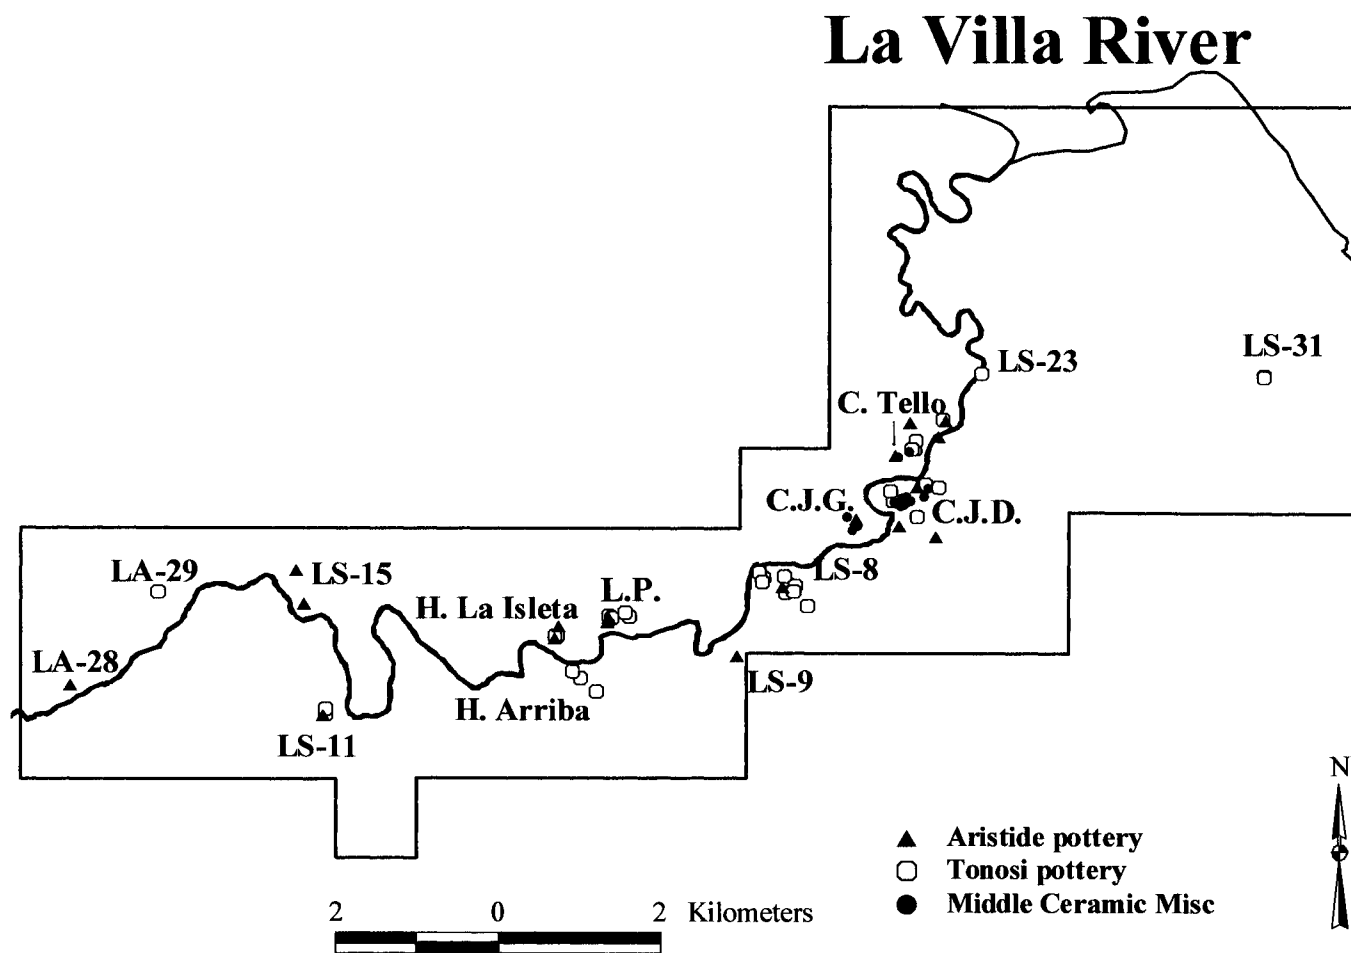 La Villa River
LS-23
LS-31
C. Tello
C.J.G.
C.J.D.
LA-29
LS-15
LS-8
H. La Isleta
L.P.
LA-28
LS-9
H. Arriba
LS-11
N
Aristide pottery
Tonosi pottery
Middle Ceramic Misc
2 0 2 Kilometers